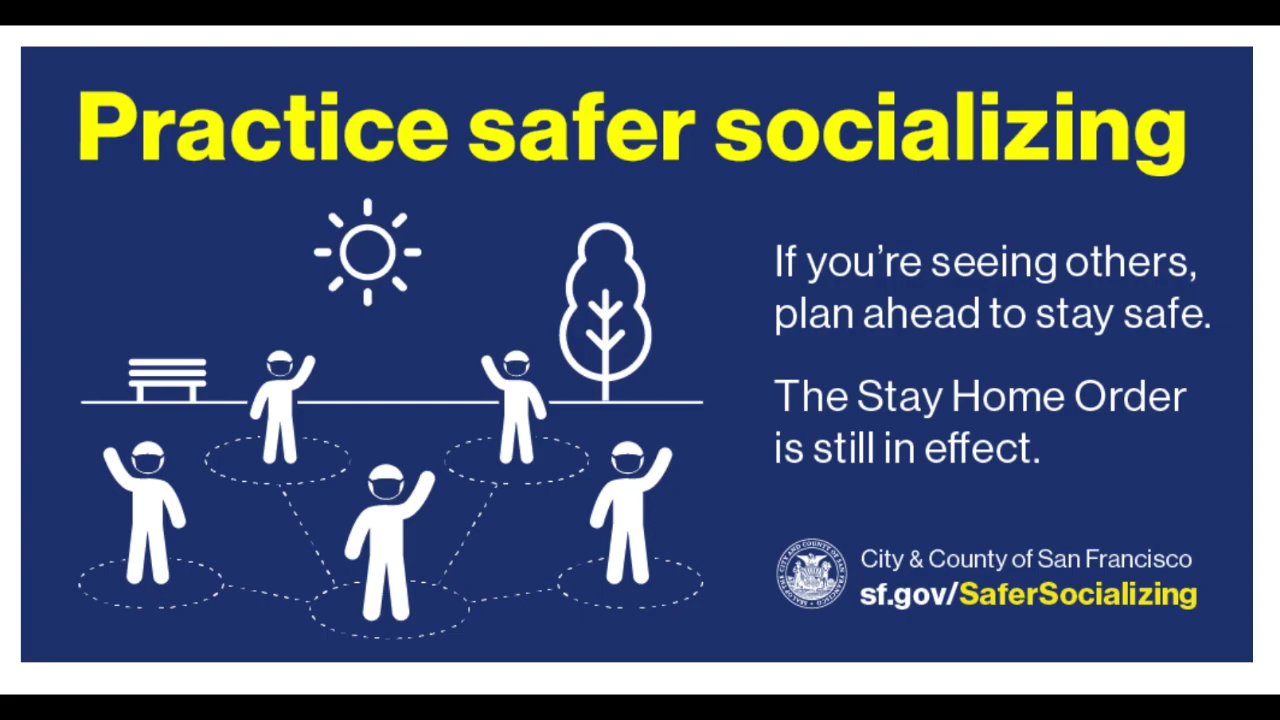 Practice safer socializing
If you're seeing others,
plan ahead to stay safe.
The Stay Home Order
is still in effect.
City & County of San Francisco
sf.gov/SaferSocializing